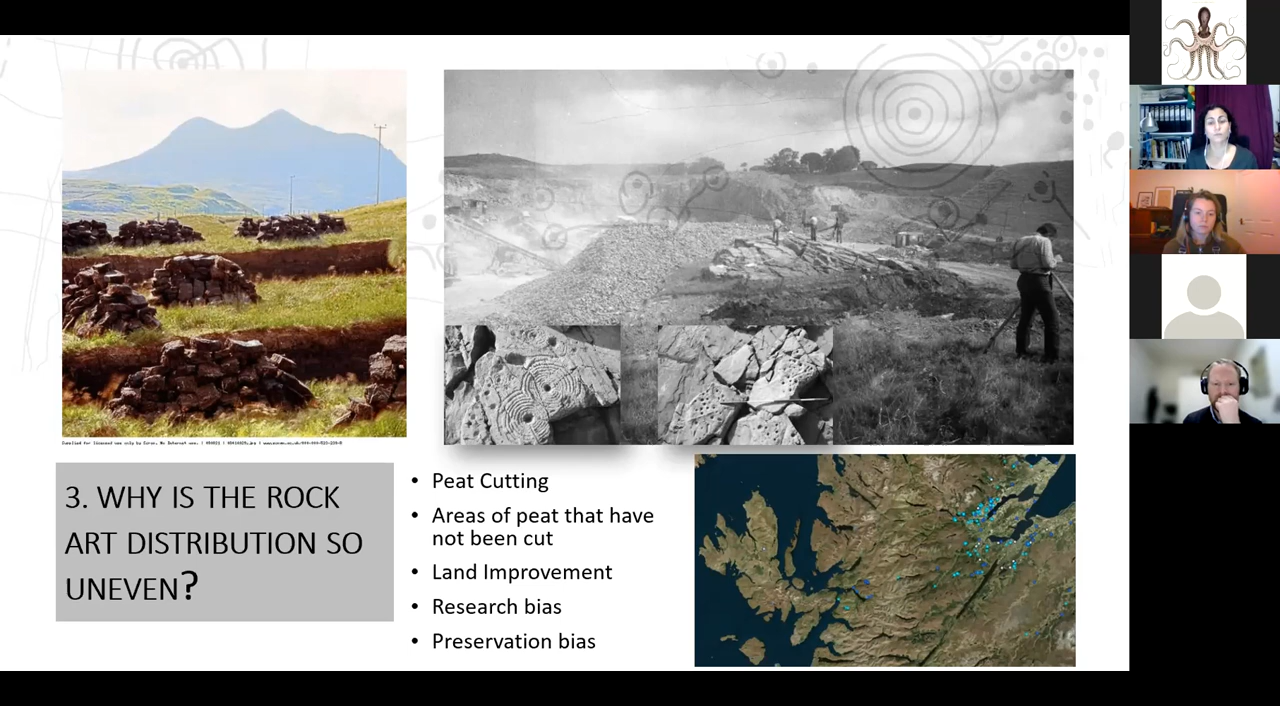 3. WHY IS THE ROCK
ART DISTRIBUTION SO
UNEVEN?
• Peat Cutting
• Areas of peat that have
not been cut
• Land Improvement
• Research bias
• Preservation bias